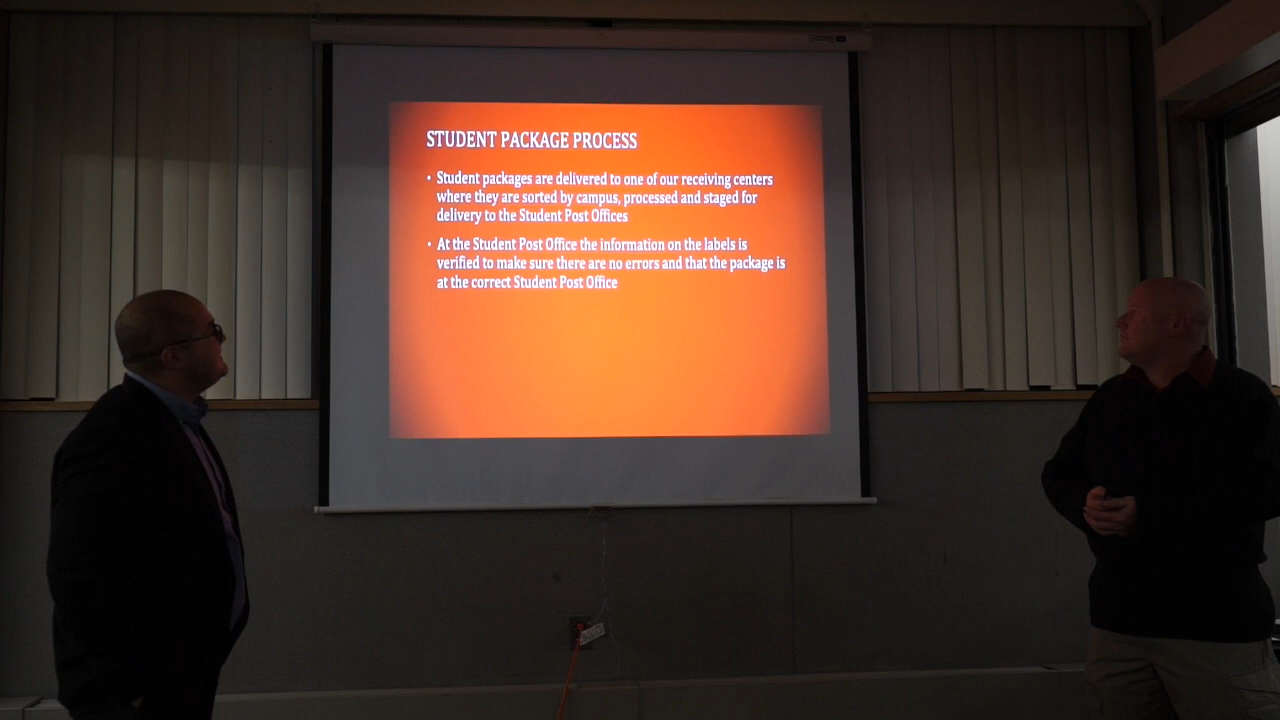 STUDENT PACKAGE PROCESS
• Student packages are delivered to one of our receiving centers
where they are sorted by campus, processed and staged for
delivery to the Student Post Offices
• At the Student Post Office the information on the labels is
verified to make sure there are no errors and that the package is
at the correct Student Post Office